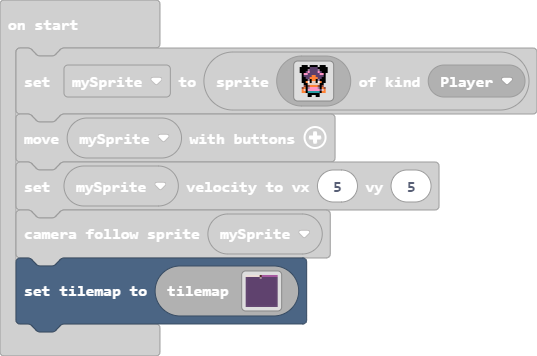 on start
set mySprite to sprite of kind Player
move mySprite with buttons
set mySprite velocity to vx 5 vy 5
camera follow sprite mySprite
set tilemap to tilemap